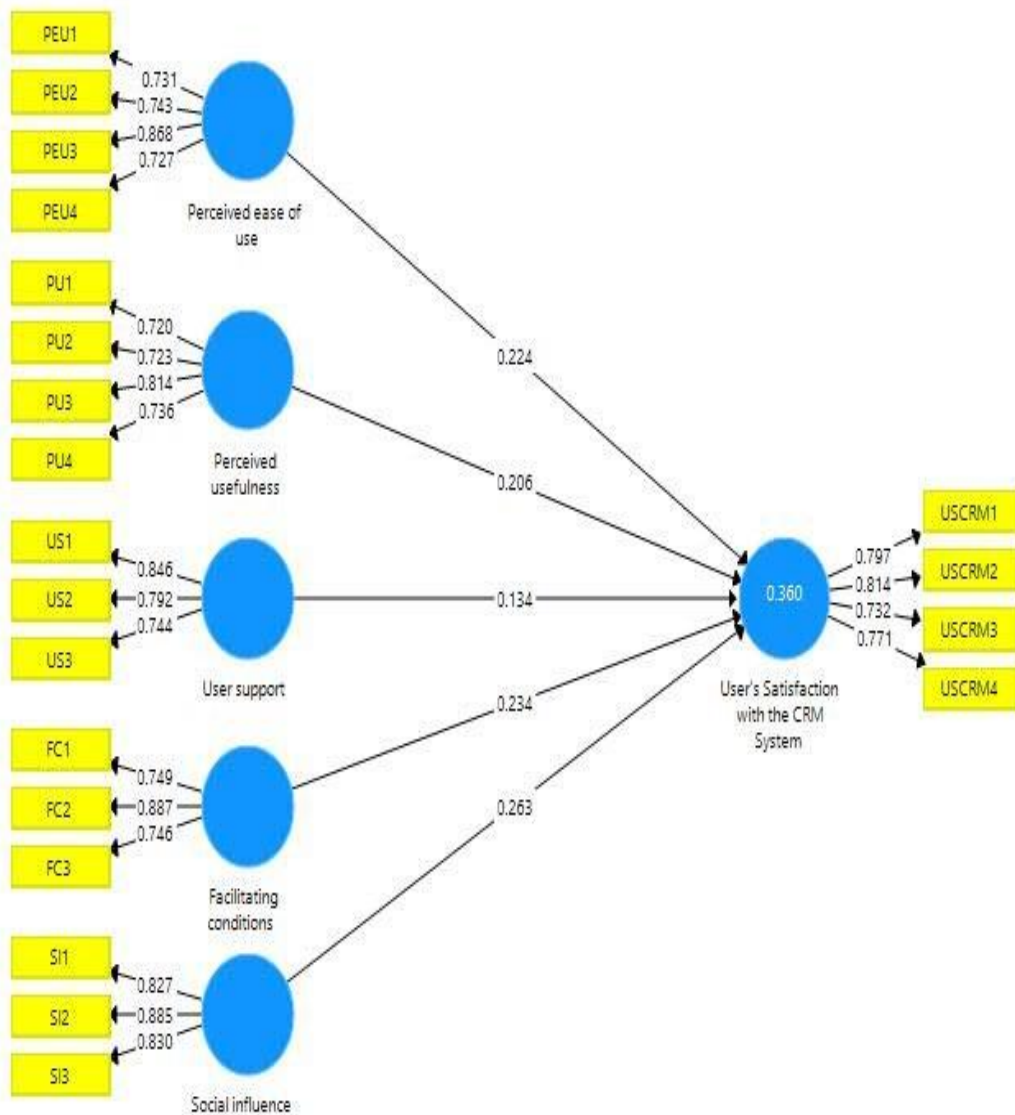 PEU1
0.731
PEU2
0.743
PEU3
0.868
0.727
PEU4
Perceived ease of
use
PU1
0.720
PU2
0.723
PU3
0.814
0.736
PU4
Perceived
usefulness
US1
0.846
US2
0.792
US3
0.744
User support
FC1
0.749
FC2
0.887
FC3
0.746
Facilitating
conditions
SI1
0.827
SI2
0.885
SI3
0.830
Social influence
0.224
0.206
0.134
0.234
0.263
0.360
User's Satisfaction
with the CRM
System
USCRM1
0.797
USCRM2
0.814
USCRM3
0.732
0.771
USCRM4